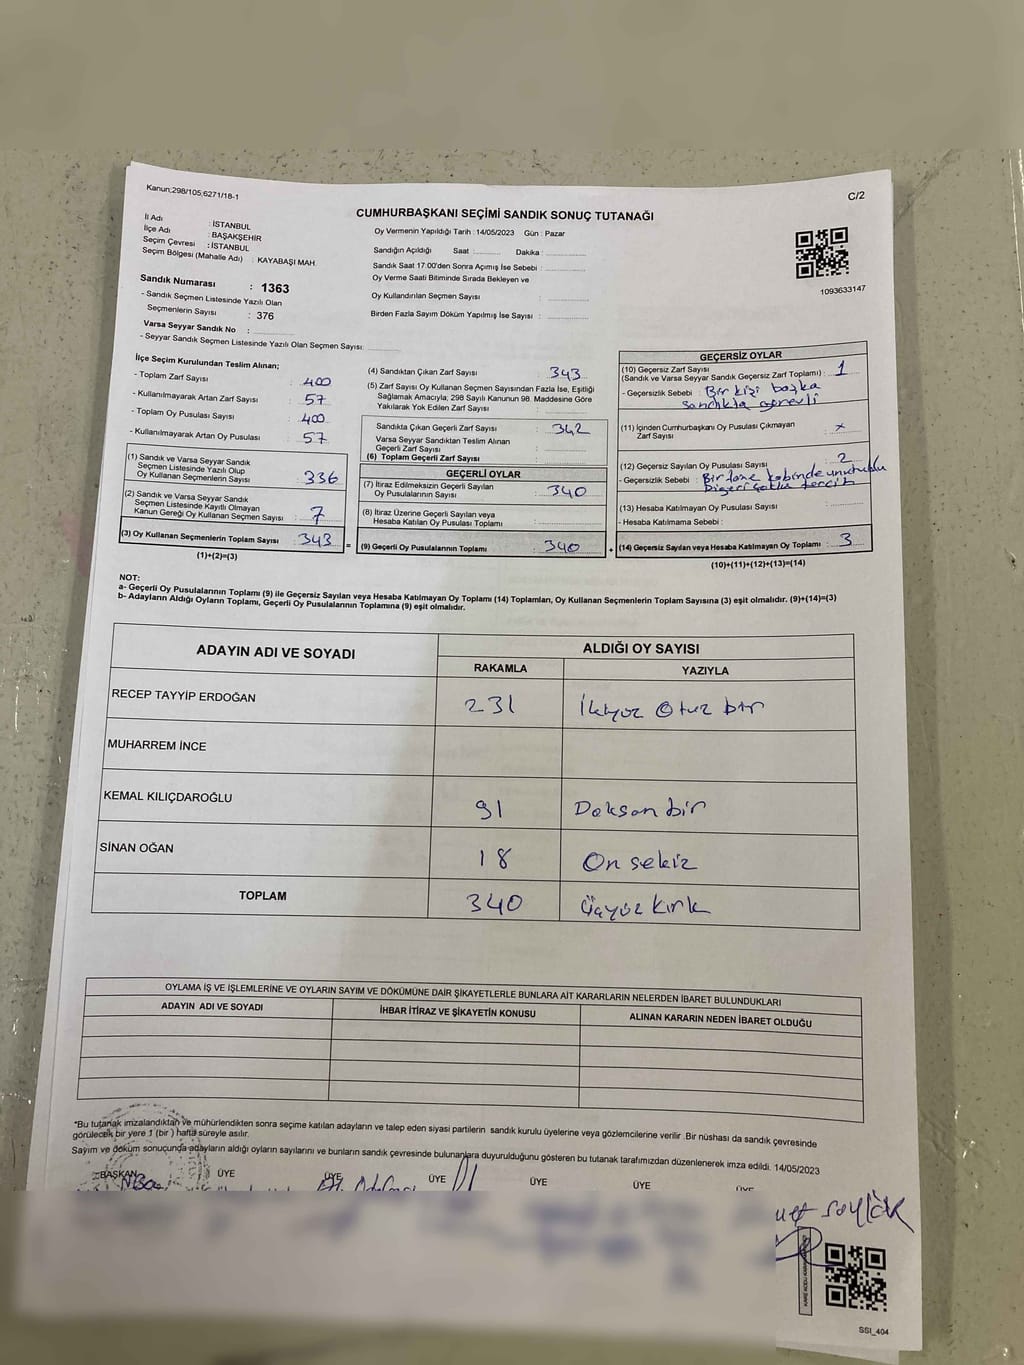 Kanun;298/105,6271/18-1
C/2
CUMHURBAŞKANI SEÇİMİ SANDIK SONUÇ TUTANAĞI
İl Adı : İSTANBUL
İlçe Adı : BAŞAKŞEHİR
Seçim Çevresi : İSTANBUL
Seçim Bölgesi (Mahalle Adı) : KAYABAŞI MAH.
Oy Vermenin Yapıldığı Tarih : 14/05/2023 Gün : Pazar
Sandığın Açıldığı Saat : Dakika :
Sandık Saat 17:00'den Sonra Açımış İse Sebebi :
Oy Verme Saati Bitiminde Sırada Bekleyen ve
Oy Kullandırılan Seçmen Sayısı :
Birden Fazla Sayım Döküm Yapılmış İse Sayısı :
1093633147
Sandık Numarası : 1363
- Sandık Seçmen Listesinde Yazılı Olan
Seçmenlerin Sayısı : 376
Varsa Seyyar Sandık No :
- Seyyar Sandık Seçmen Listesinde Yazılı Olan Seçmen Sayısı:
İlçe Seçim Kurulundan Teslim Alınan;
- Toplam Zarf Sayısı : 400
- Kullanılmayarak Artan Zarf Sayısı : 57
- Toplam Oy Pusulası Sayısı : 400
- Kullanılmayarak Artan Oy Pusulası : 57
(1) Sandık ve Varsa Seyyar Sandık
Seçmen Listesinde Yazılı Olup
Oy Kullanan Seçmenlerin Sayısı : 336
(2) Sandık ve Varsa Seyyar Sandık
Seçmen Listesinde Kayıtlı Olmayan
Kanun Gereği Oy Kullanan Seçmen Sayısı : 7
(3) Oy Kullanan Seçmenlerin Toplam Sayısı : 343
(1)+(2)=(3)
(4) Sandıktan Çıkan Zarf Sayısı : 343
(5) Zarf Sayısı Oy Kullanan Seçmen Sayısından Fazla İse, Eşitliği
Sağlamak Amacıyla, 298 Sayılı Kanunun 98. Maddesine Göre
Yakılarak Yok Edilen Zarf Sayısı :
Sandıkta Çıkan Geçerli Zarf Sayısı : 342
Varsa Seyyar Sandıktan Teslim Alınan
Geçerli Zarf Sayısı :
(6) Toplam Geçerli Zarf Sayısı :
GEÇERLİ OYLAR
(7) İtiraz Edilmeksizin Geçerli Sayılan
Oy Pusulalarının Sayısı : 340
(8) İtiraz Üzerine Geçerli Sayılan veya
Hesaba Katılan Oy Pusulası Toplamı :
= (9) Geçerli Oy Pusulalarının Toplamı : 340
GEÇERSİZ OYLAR
(10) Geçersiz Zarf Sayısı
(Sandık ve Varsa Seyyar Sandık Geçersiz Zarf Toplamı) : 1
- Geçersizlik Sebebi : Bir kişi başka
sandıkta görevli
(11) İçinden Cumhurbaşkanı Oy Pusulası Çıkmayan
Zarf Sayısı : x
(12) Geçersiz Sayılan Oy Pusulası Sayısı : 2
- Geçersizlik Sebebi : Bir tane kabinde unutuldu
Diğeri çoklu tercih
(13) Hesaba Katılmayan Oy Pusulası Sayısı :
- Hesaba Katılmama Sebebi :
+ (14) Geçersiz Sayılan veya Hesaba Katılmayan Oy Toplamı : 3
(10)+(11)+(12)+(13)=(14)
NOT:
a- Geçerli Oy Pusulalarının Toplamı (9) ile Geçersiz Sayılan veya Hesaba Katılmayan Oy Toplamı (14) Toplamları, Oy Kullanan Seçmenlerin Toplam Sayısına (3) eşit olmalıdır. (9)+(14)=(3)
b- Adayların Aldığı Oyların Toplamı, Geçerli Oy Pusulalarının Toplamına (9) eşit olmalıdır.
ADAYIN ADI VE SOYADI ALDIĞI OY SAYISI
RAKAMLA YAZIYLA
RECEP TAYYİP ERDOĞAN 231 İkiyüz Otuz bir
MUHARREM İNCE
KEMAL KILIÇDAROĞLU 91 Doksan bir
SİNAN OĞAN 18 On sekiz
TOPLAM 340 Üçyüz kırk
OYLAMA İŞ VE İŞLEMLERİNE VE OYLARIN SAYIM VE DÖKÜMÜNE DAİR ŞİKAYETLERLE BUNLARA AİT KARARLARIN NELERDEN İBARET BULUNDUKLARI
ADAYIN ADI VE SOYADI İHBAR İTİRAZ VE ŞİKAYETİN KONUSU ALINAN KARARIN NEDEN İBARET OLDUĞU
*Bu tutanak imzalandıktan ve mühürlendikten sonra seçime katılan adayların ve talep eden siyasi partilerin sandık kurulu üyelerine veya gözlemcilerine verilir .Bir nüshası da sandık çevresinde
görülecek bir yere 1 (bir ) hafta süreyle asılır.
Sayım ve döküm sonucunda adayların aldığı oyların sayılarını ve bunların sandık çevresinde bulunanlara duyurulduğunu gösteren bu tutanak tarafımızdan düzenlenerek imza edildi. 14/05/2023
BAŞKAN ÜYE ÜYE ÜYE ÜYE ÜYE ÜYE
SSI_404